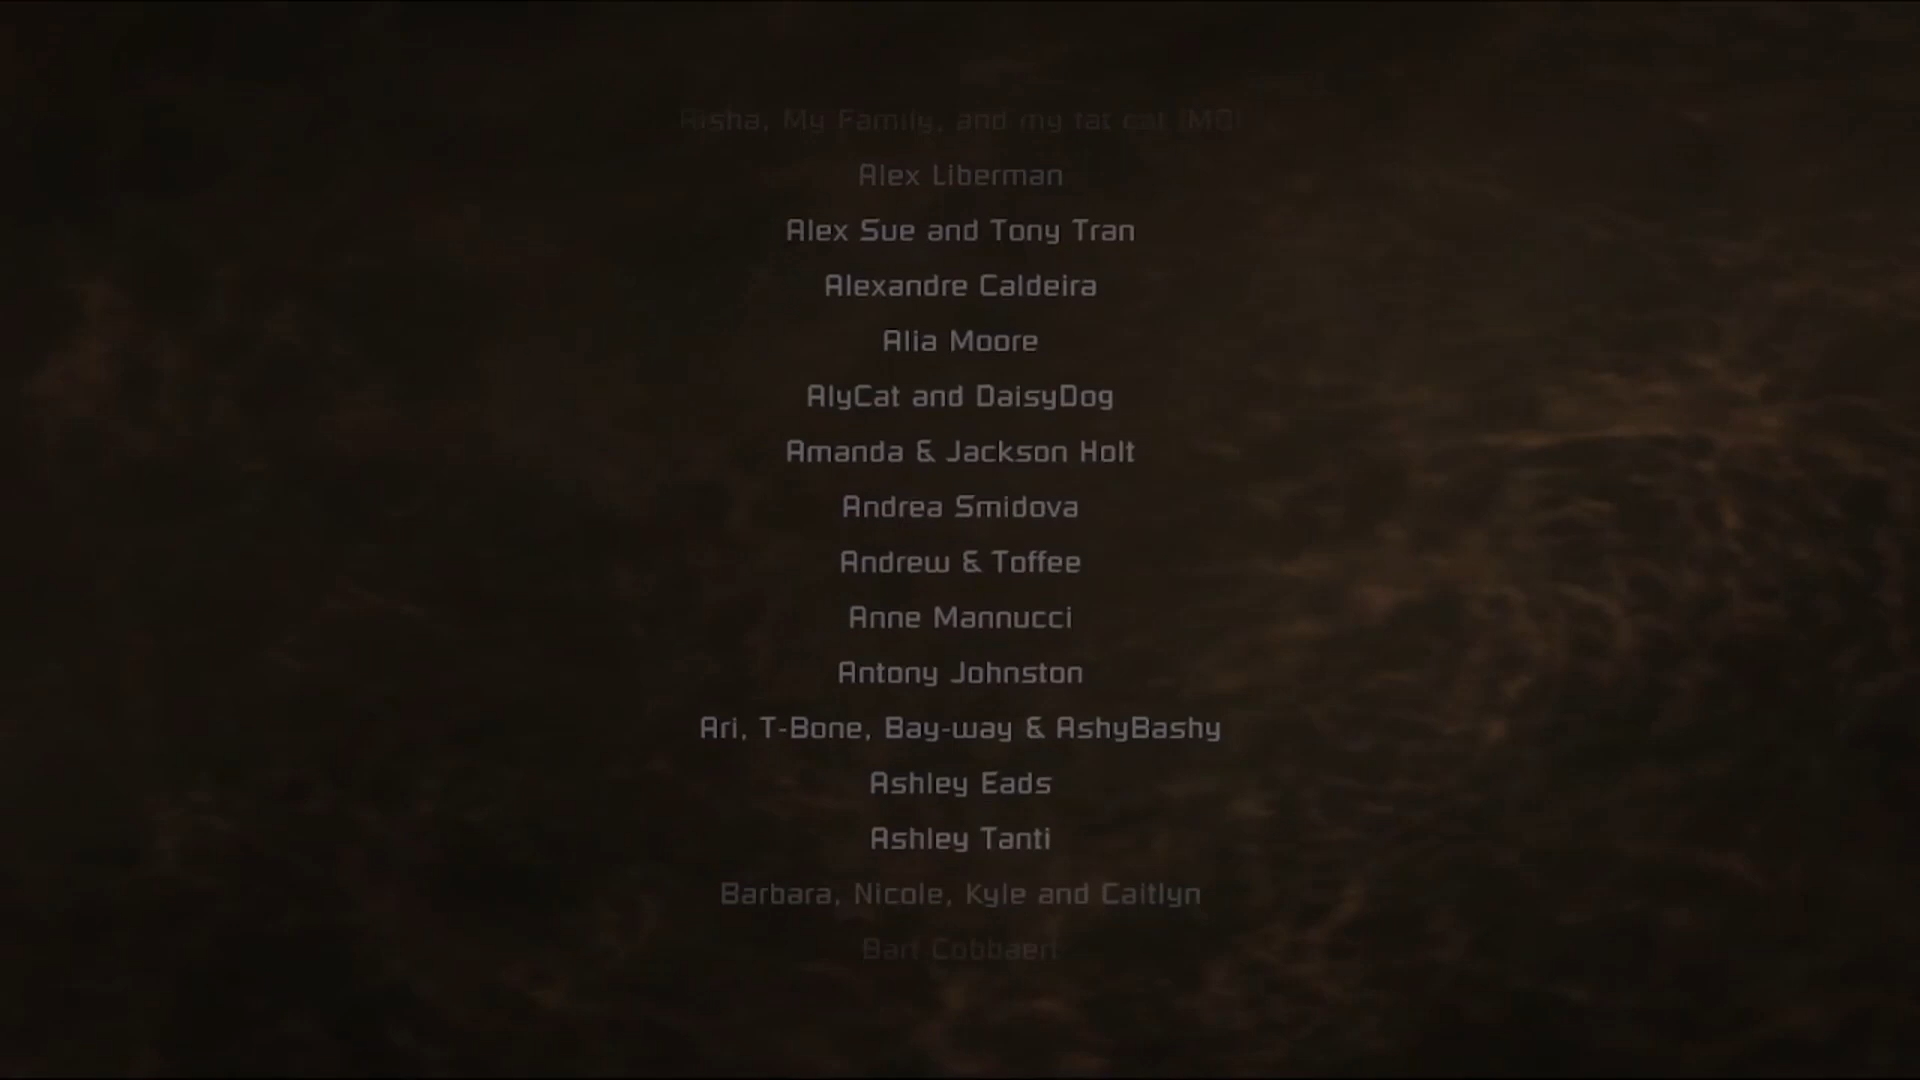 My Family, and my fat cat
Alex Liberman
Alex Sue and Tony Tran
Alexandre Caldeira
Alia Moore
AlyCat and DaisyDog
Amanda & Jackson Holt
Andrea Smidova
Andrew & Toffee
Anne Mannucci
Antony Johnston
Ari, T-Bone, Bay-way & AshyBashy
Ashley Eads
Ashley Tanti
Barbara, Nicole, Kyle and Caitlyn
Bart Cobbaert